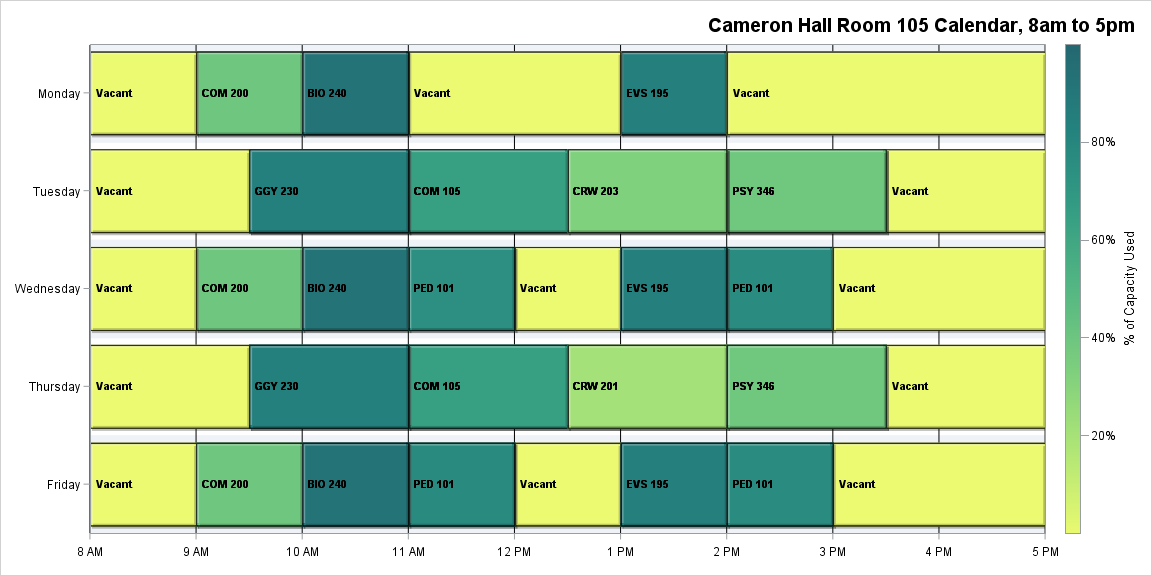 Cameron Hall Room 105 Calendar, 8am to 5pm
Monday
Vacant
COM 200
BIO 240
Vacant
EVS 195
Vacant
Tuesday
Vacant
GGY 230
COM 105
CRW 203
PSY 346
Vacant
Wednesday
Vacant
COM 200
BIO 240
PED 101
Vacant
EVS 195
PED 101
Vacant
Thursday
Vacant
GGY 230
COM 105
CRW 201
PSY 346
Vacant
Friday
Vacant
COM 200
BIO 240
PED 101
Vacant
EVS 195
PED 101
Vacant
8 AM
9 AM
10 AM
11 AM
12 PM
1 PM
2 PM
3 PM
4 PM
5 PM
80%
60%
40%
20%
% of Capacity Used